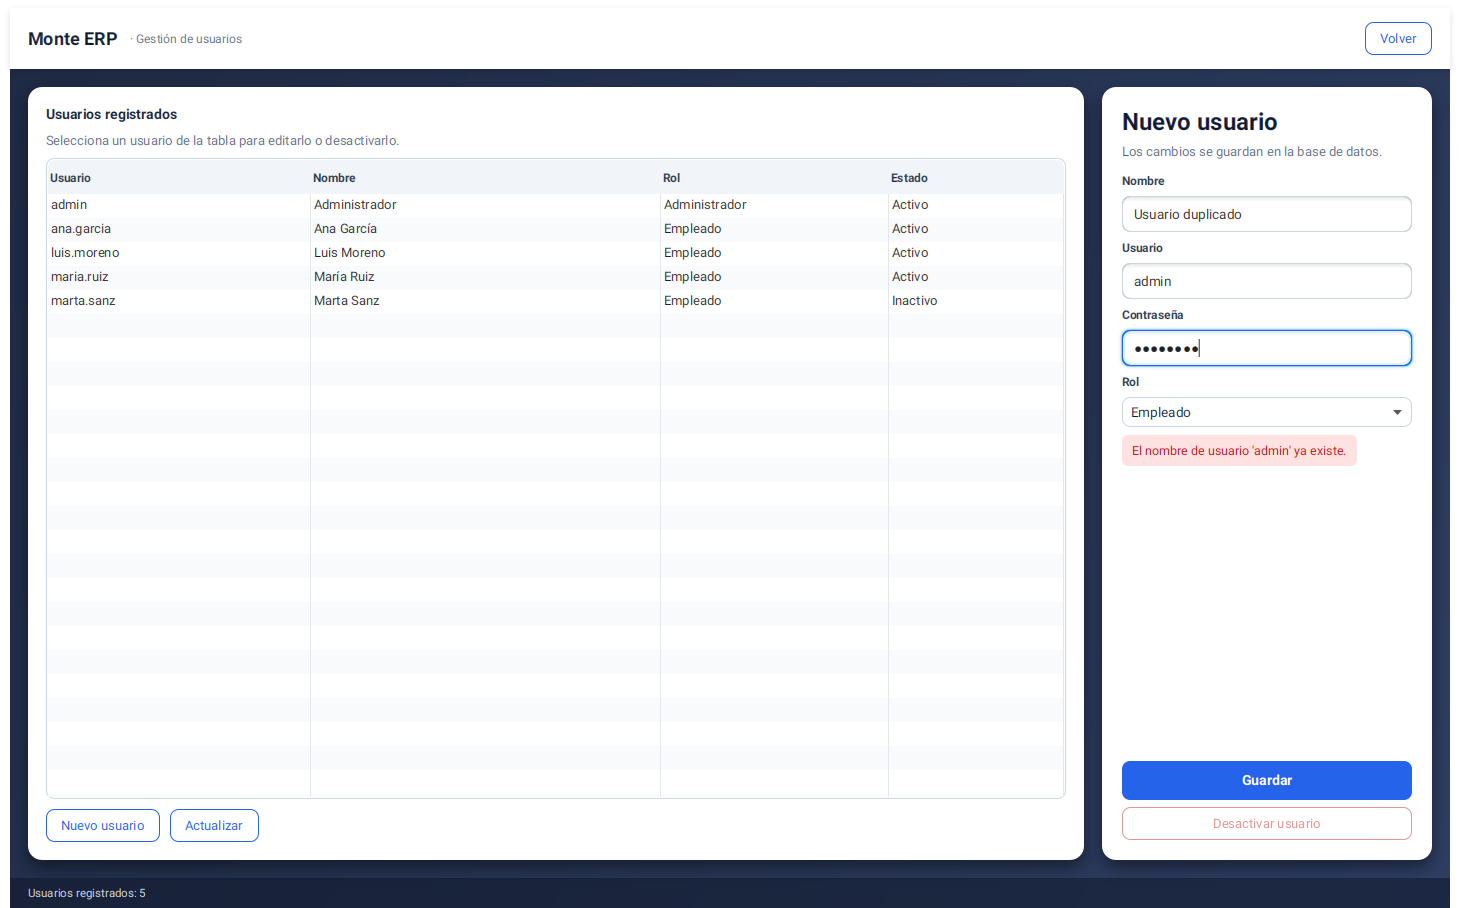 Monte ERP · Gestión de usuarios
Volver
Usuarios registrados
Selecciona un usuario de la tabla para editarlo o desactivarlo.
Usuario Nombre Rol Estado
admin Administrador Administrador Activo
ana.garcia Ana García Empleado Activo
luis.moreno Luis Moreno Empleado Activo
maria.ruiz María Ruiz Empleado Activo
marta.sanz Marta Sanz Empleado Inactivo
Nuevo usuario Actualizar
Nuevo usuario
Los cambios se guardan en la base de datos.
Nombre
Usuario duplicado
Usuario
admin
Contraseña
●●●●●●●●
Rol
Empleado
El nombre de usuario 'admin' ya existe.
Guardar
Desactivar usuario
Usuarios registrados: 5